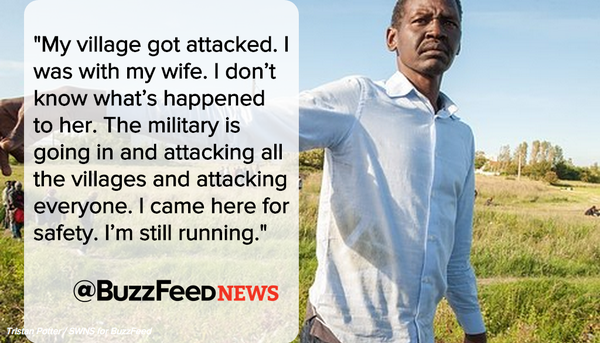 "My village got attacked. I
was with my wife. I don't
know what's happened
to her. The military is
going in and attacking all
the villages and attacking
everyone. I came here for
safety. I'm still running."
@BuzzFeedNEWS
Tristan Potter / SWNS for BuzzFeed